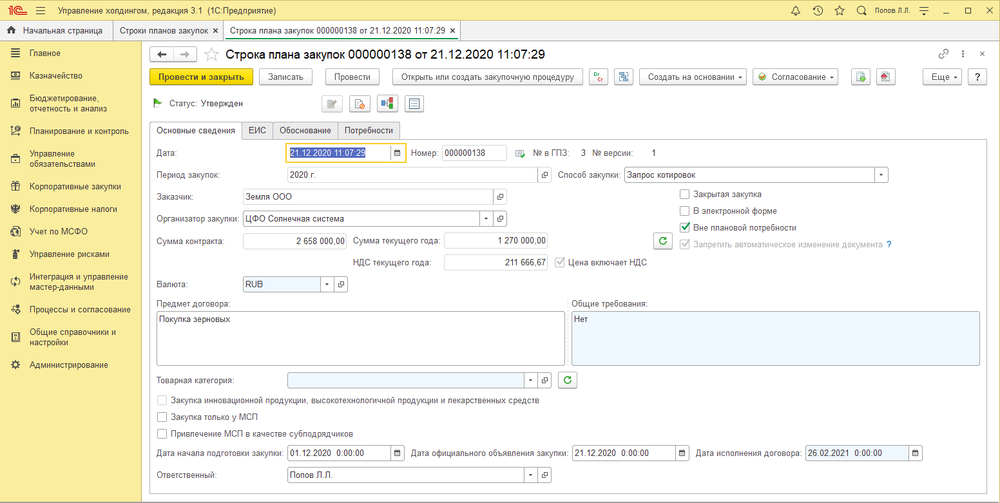 1С Управление холдингом, редакция 3.1 (1С:Предприятие) Попов Л.Л.
Начальная страница Строки планов закупок × Строка плана закупок 000000138 от 21.12.2020 11:07:29 ×
Главное
Казначейство
Бюджетирование,
отчетность и анализ
Планирование и контроль
Управление
обязательствами
Корпоративные закупки
Корпоративные налоги
Учет по МСФО
Управление рисками
Интеграция и управление
мастер-данными
Процессы и согласование
Общие справочники и
настройки
Администрирование
Строка плана закупок 000000138 от 21.12.2020 11:07:29
Провести и закрыть Записать Провести Открыть или создать закупочную процедуру Dr Cr Создать на основании Согласование Еще ?
Статус: Утвержден
Основные сведения ЕИС Обоснование Потребности
Дата: 21.12.2020 11:07:29 Номер: 000000138 № в ГПЗ: 3 № версии: 1
Период закупок: 2020 г. Способ закупки: Запрос котировок
Заказчик: Земля ООО Закрытая закупка
В электронной форме
Организатор закупки: ЦФО Солнечная система
Вне плановой потребности
Сумма контракта: 2 658 000,00 Сумма текущего года: 1 270 000,00
Запретить автоматическое изменение документа ?
НДС текущего года: 211 666,67 Цена включает НДС
Валюта: RUB
Предмет договора: Общие требования:
Покупка зерновых Нет
Товарная категория:
Закупка инновационной продукции, высокотехнологичной продукции и лекарственных средств
Закупка только у МСП
Привлечение МСП в качестве субподрядчиков
Дата начала подготовки закупки: 01.12.2020 0:00:00 Дата официального объявления закупки: 21.12.2020 0:00:00 Дата исполнения договора: 26.02.2021 0:00:00
Ответственный: Попов Л.Л.